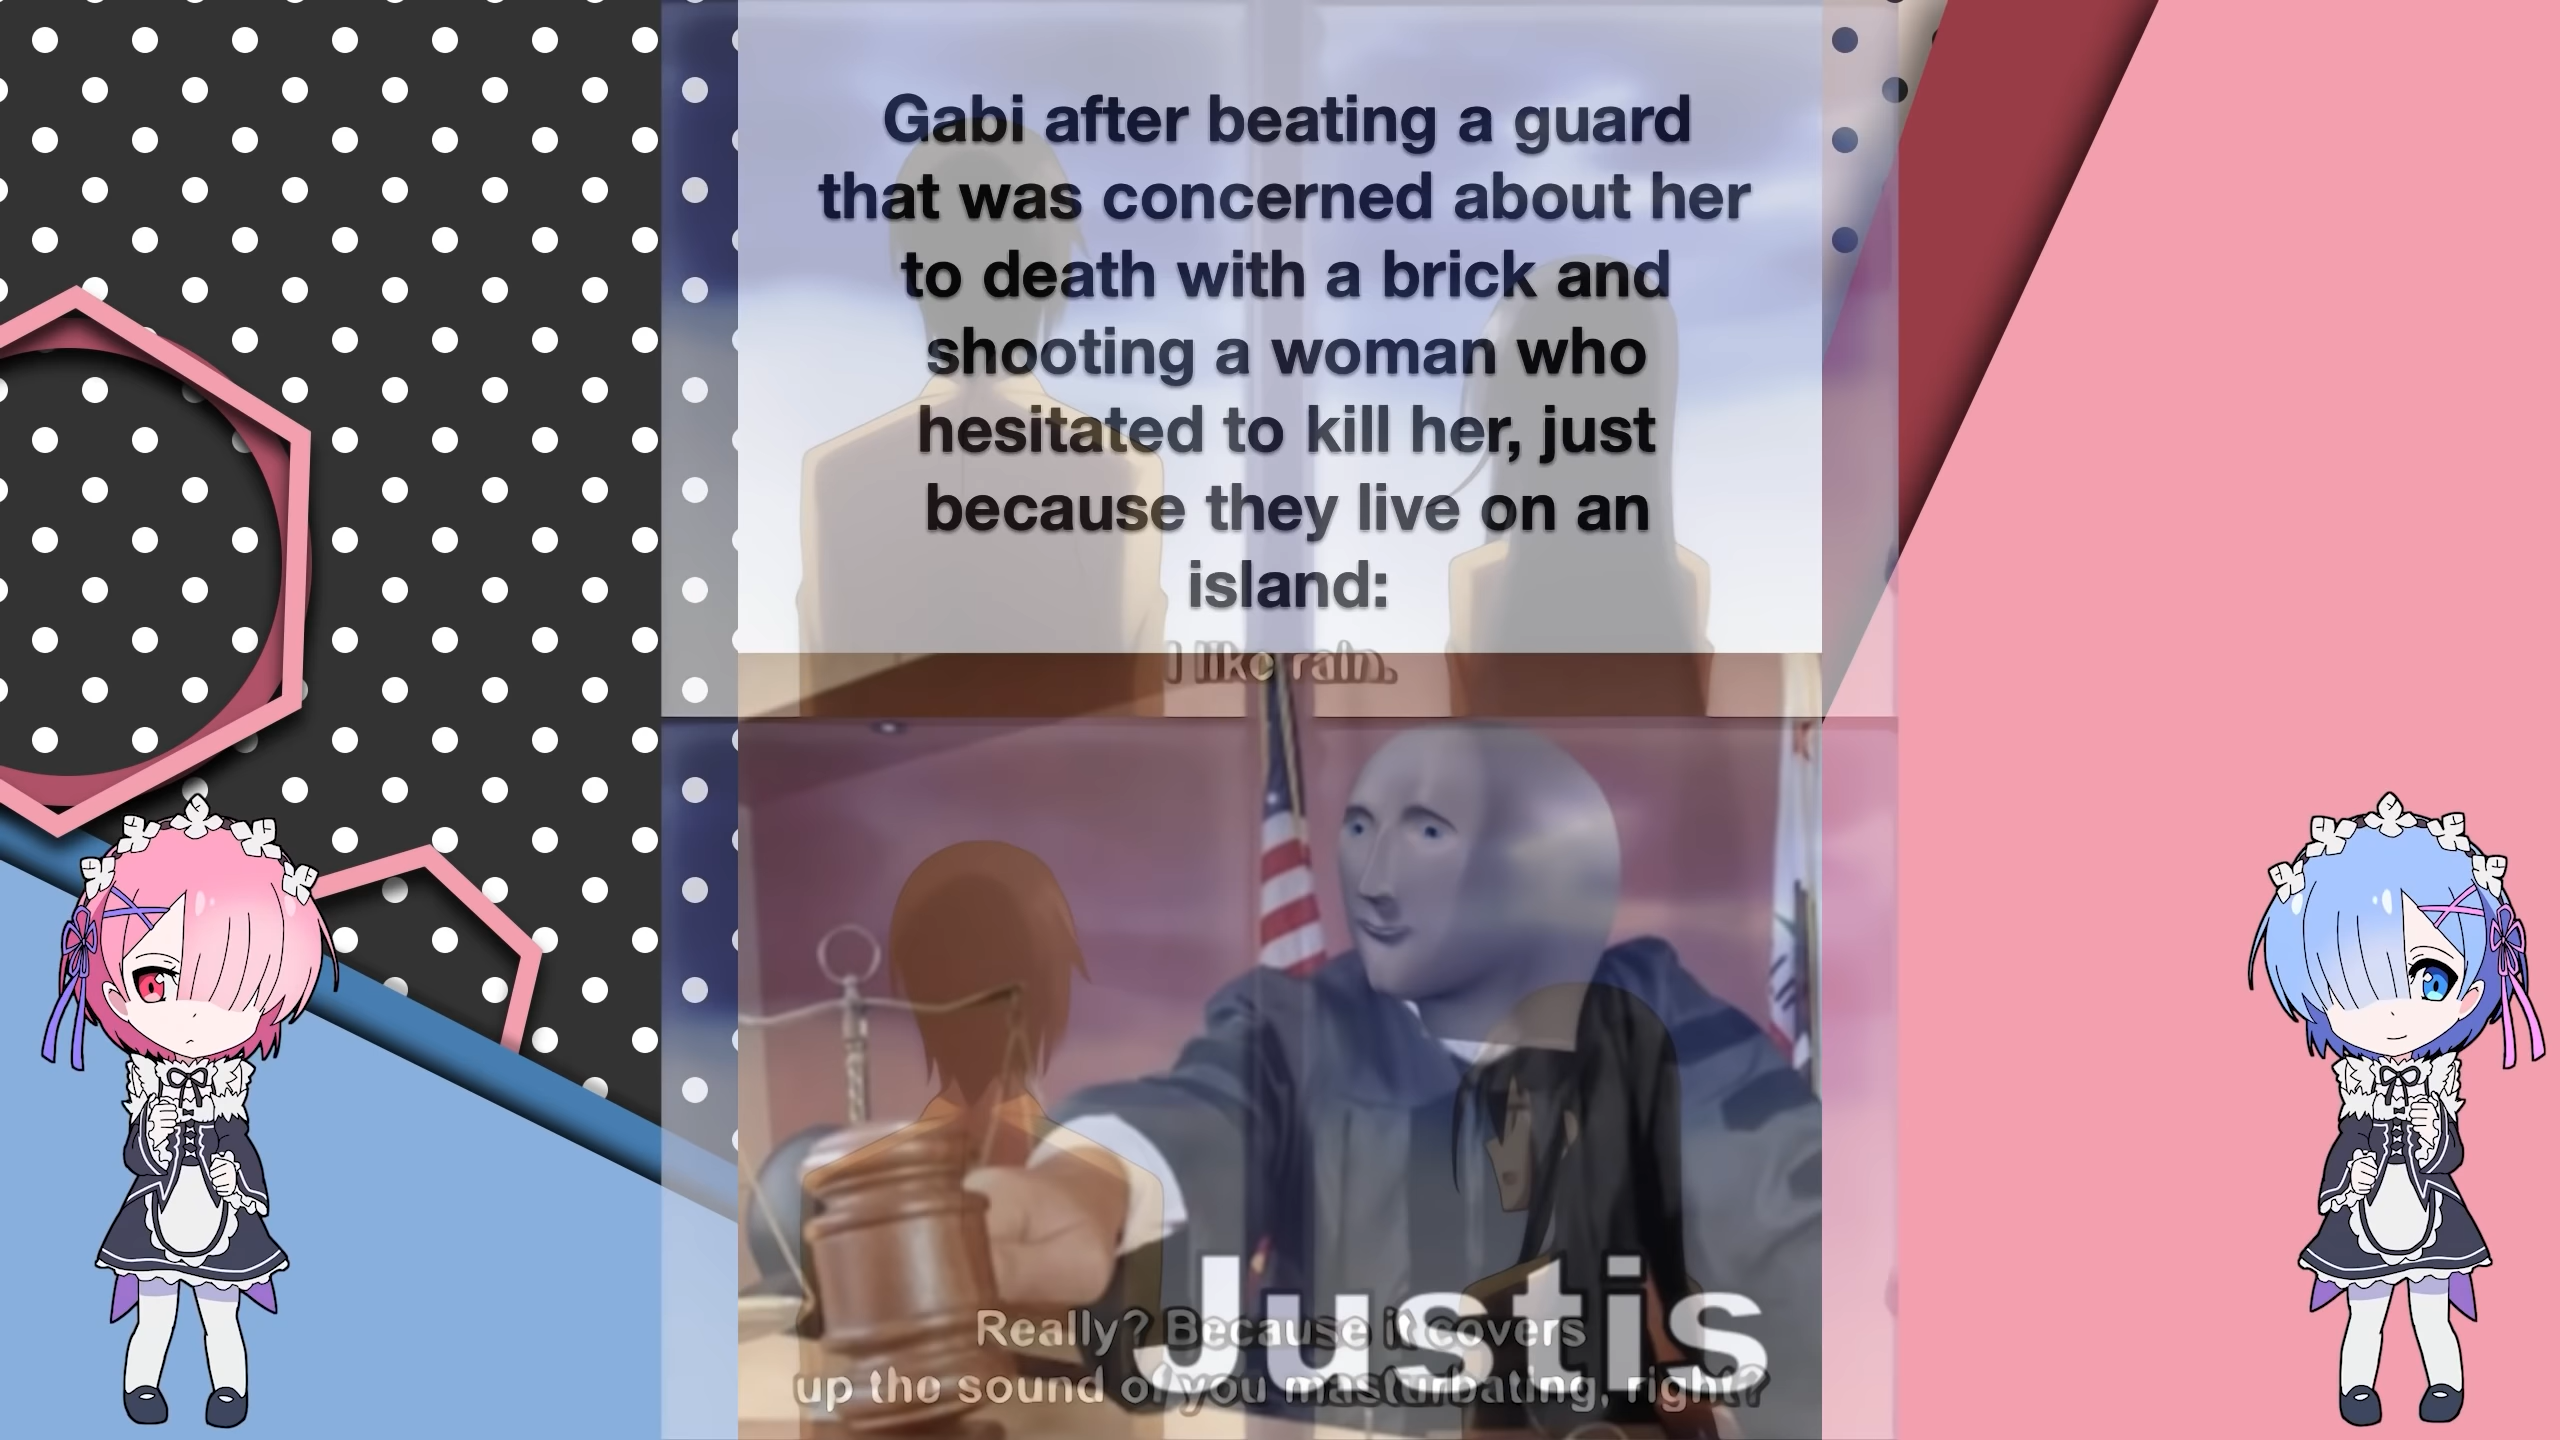 Gabi after beating a guard
that was concerned about her
to death with a brick and
shooting a woman who
hesitated to kill her, just
because they live on an
island:
I like rain.
Justis
Really? Because it covers
up the sound of you masturbating, right?